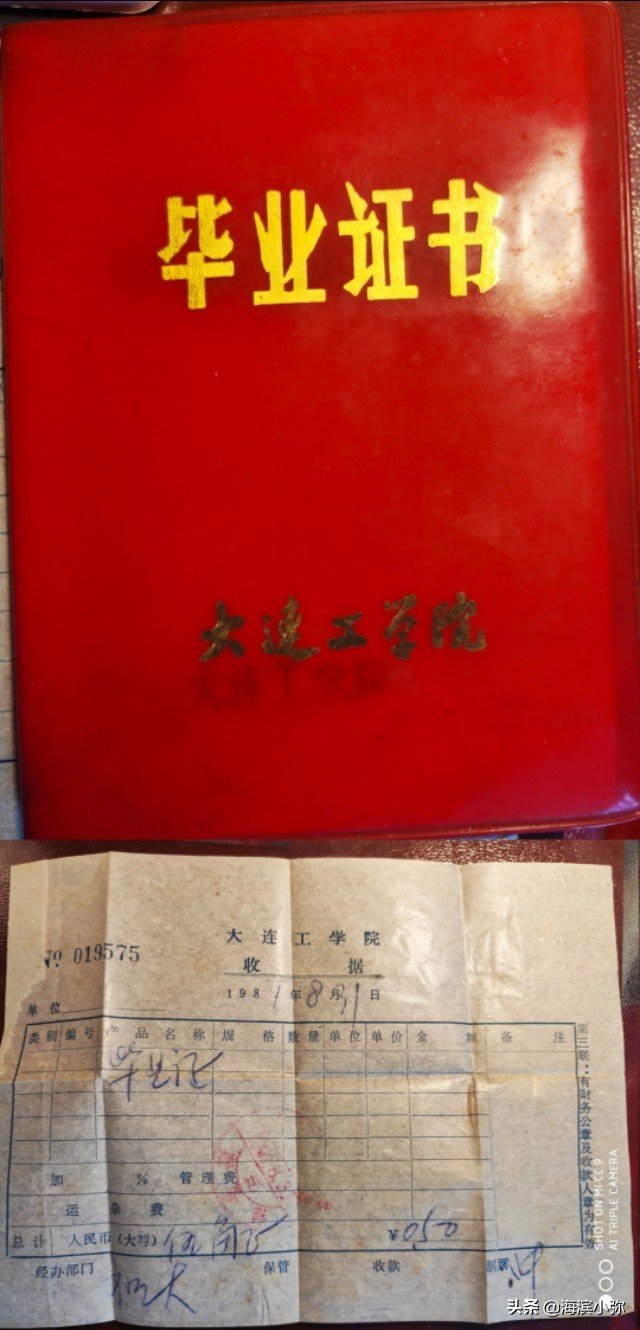 毕业证书
大连工学院
No 019575
大连工学院
收据
1981年8月31日
单位
类别 编号 产品名称 规格 数量 单位 单价 金额 备注
毕业证
加 % 管理费
运杂费
总计 人民币(大写) 伍角正 ¥0.50
经办部门 保管 收款 制票
第三联：有财务公章及收款人章为有效
SHOT ON MI CC9
AI TRIPLE CAMERA
头条 @海滨小弥